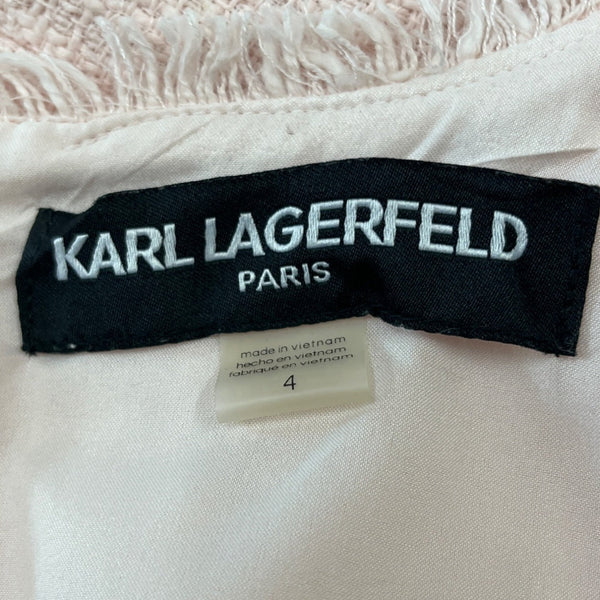 KARL LAGERFELD
PARIS
made in vietnam
hecho en vietnam
fabriqué en vietnam
4